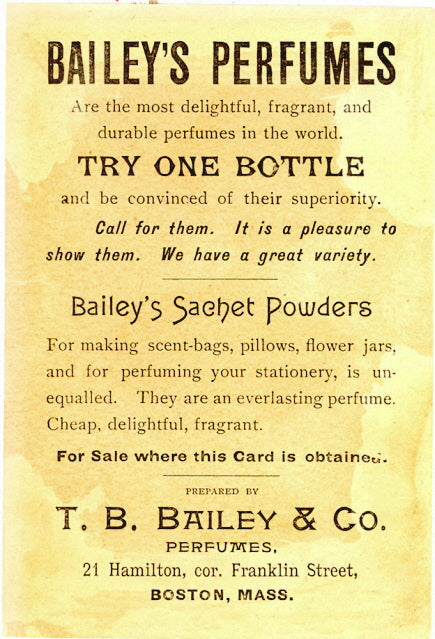 BAILEY'S PERFUMES
Are the most delightful, fragrant, and
durable perfumes in the world.
TRY ONE BOTTLE
and be convinced of their superiority.
Call for them. It is a pleasure to
show them. We have a great variety.
Bailey's Sachet Powders
For making scent-bags, pillows, flower jars,
and for perfuming your stationery, is un-
equalled. They are an everlasting perfume.
Cheap, delightful, fragrant.
For Sale where this Card is obtained.
PREPARED BY
T. B. BAILEY & CO.
PERFUMES,
21 Hamilton, cor. Franklin Street,
BOSTON, MASS.